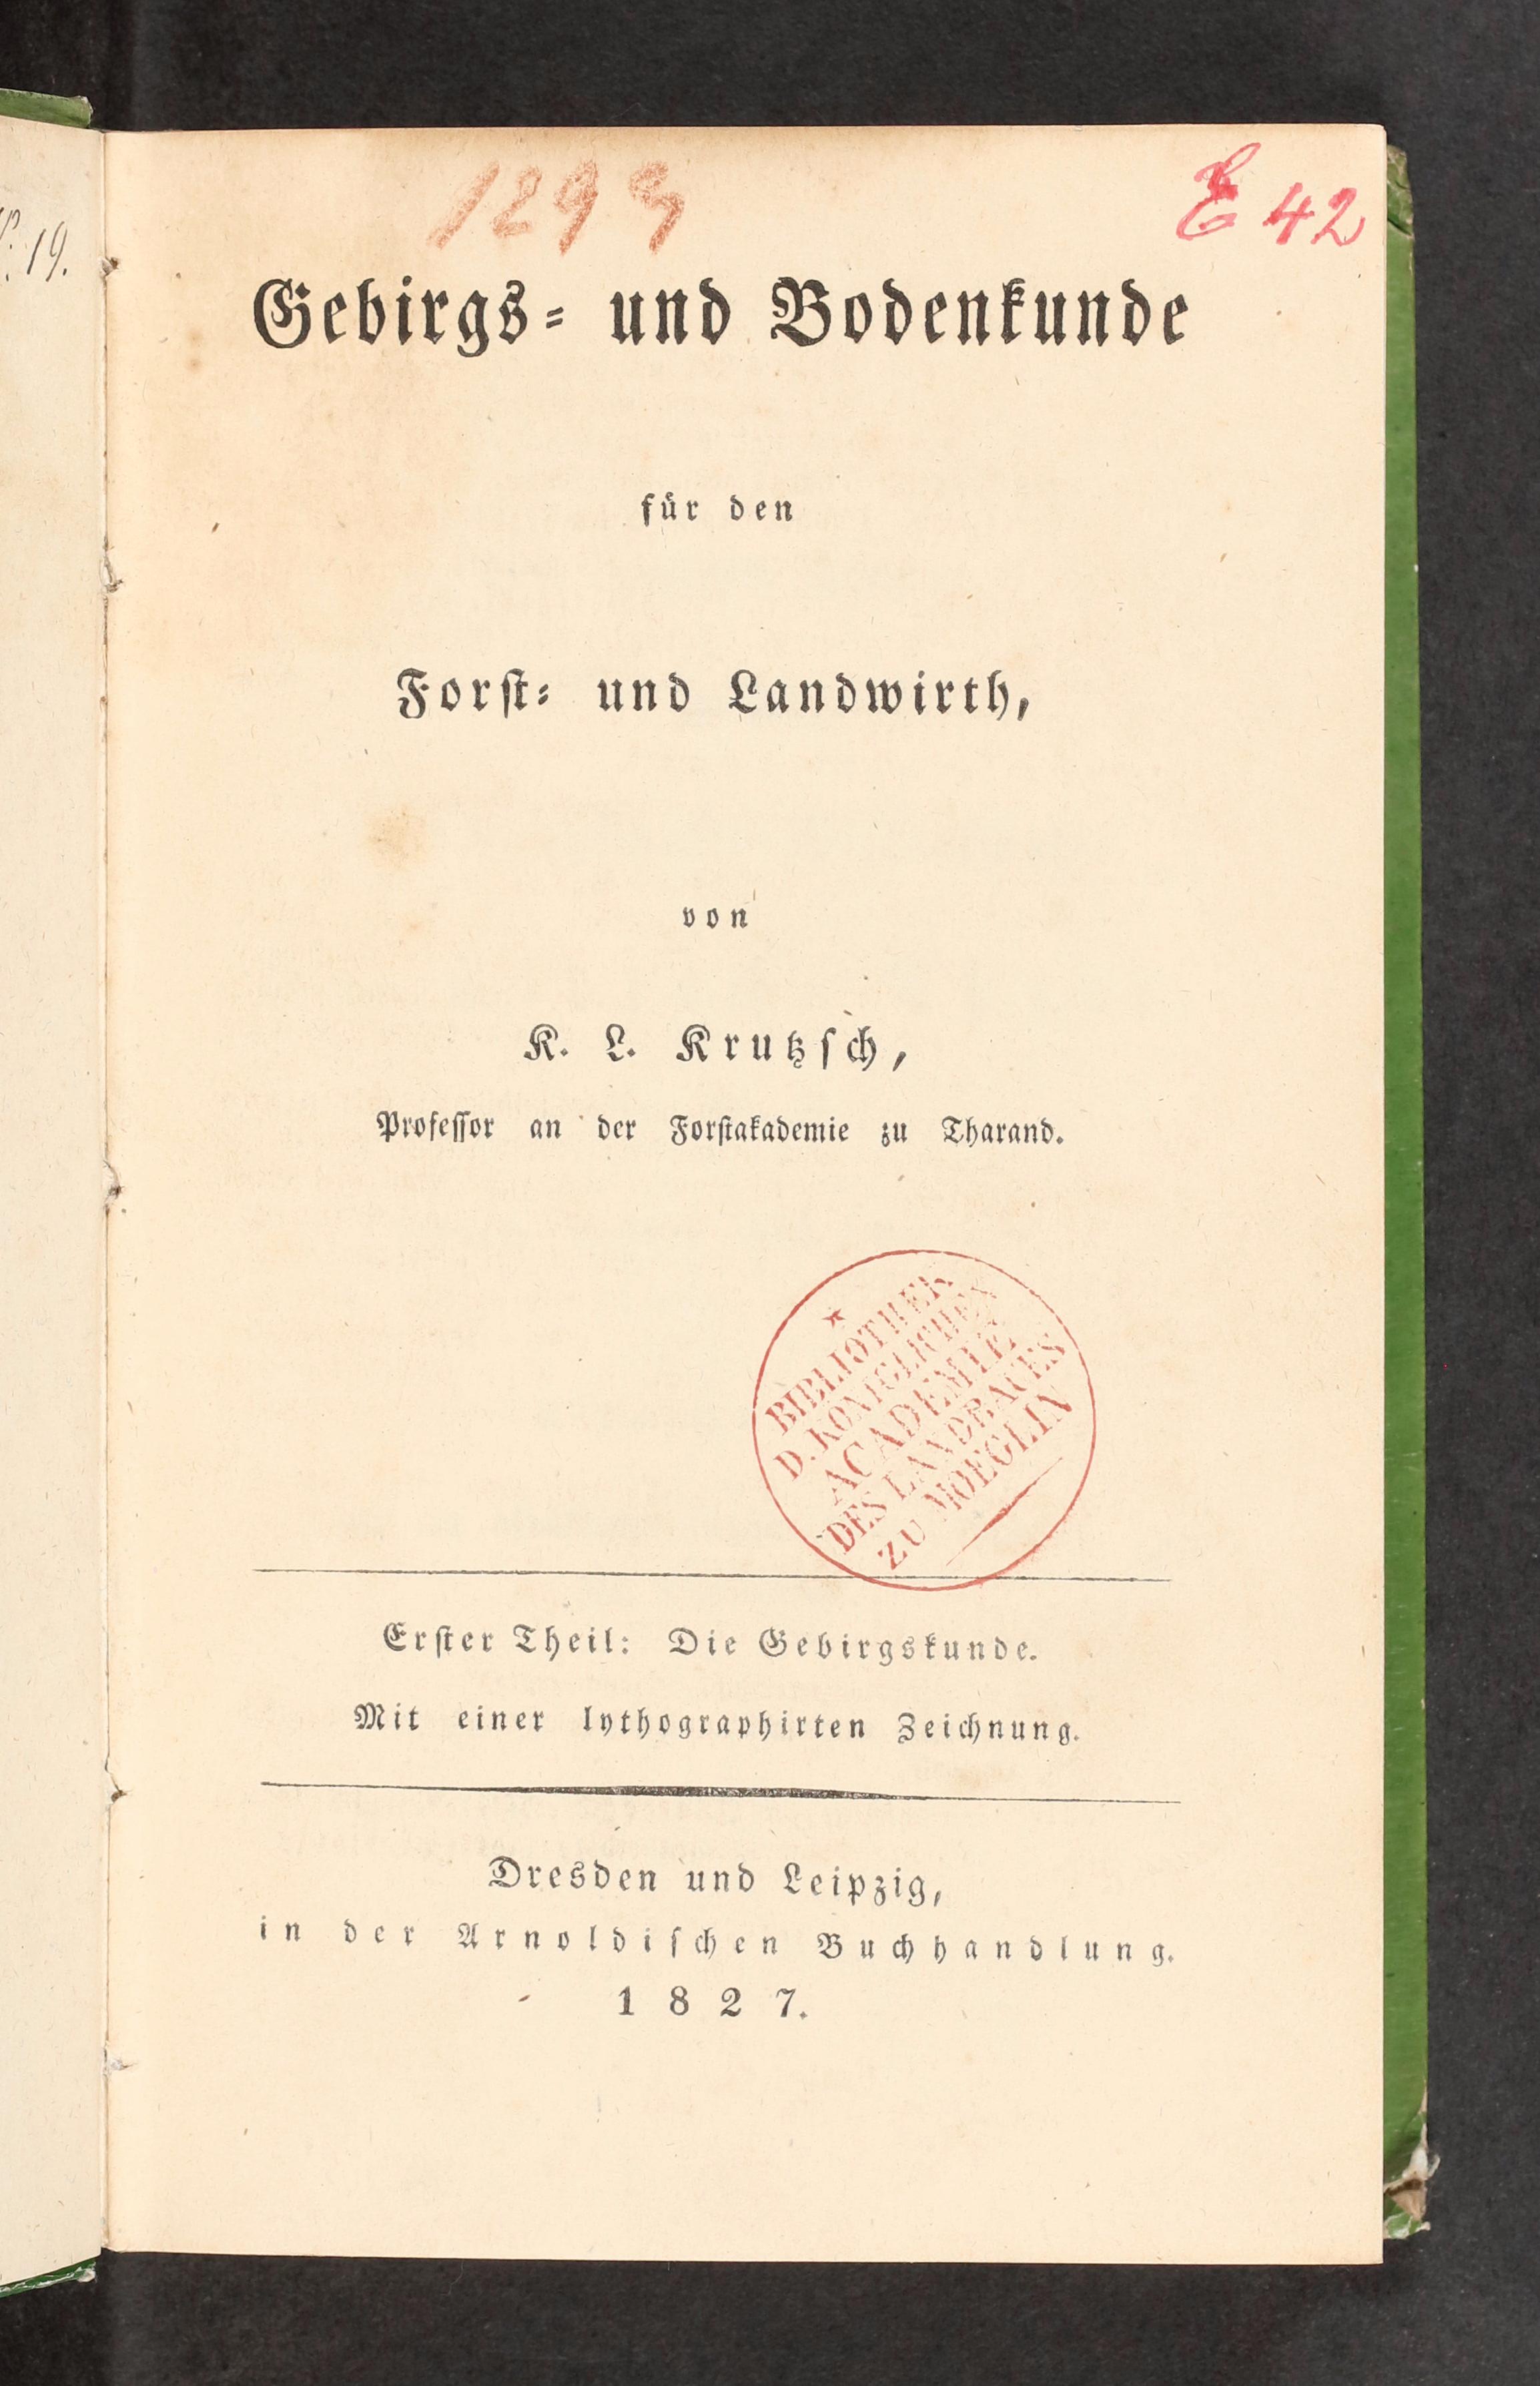 19.
1299
E 42
Gebirgs- und Bodenkunde
für den
Forſt- und Landwirth,
von
K. L. Krutzſch,
Profeſſor an der Forſtakademie zu Tharand.
BIBLIOTHEK
D. KÖNIGLICHEN
ACADEMIE
DES LANDBAUES
ZU MOEGLIN
Erſter Theil: Die Gebirgskunde.
Mit einer lythographirten Zeichnung.
Dresden und Leipzig,
in der Arnoldiſchen Buchhandlung.
1827.